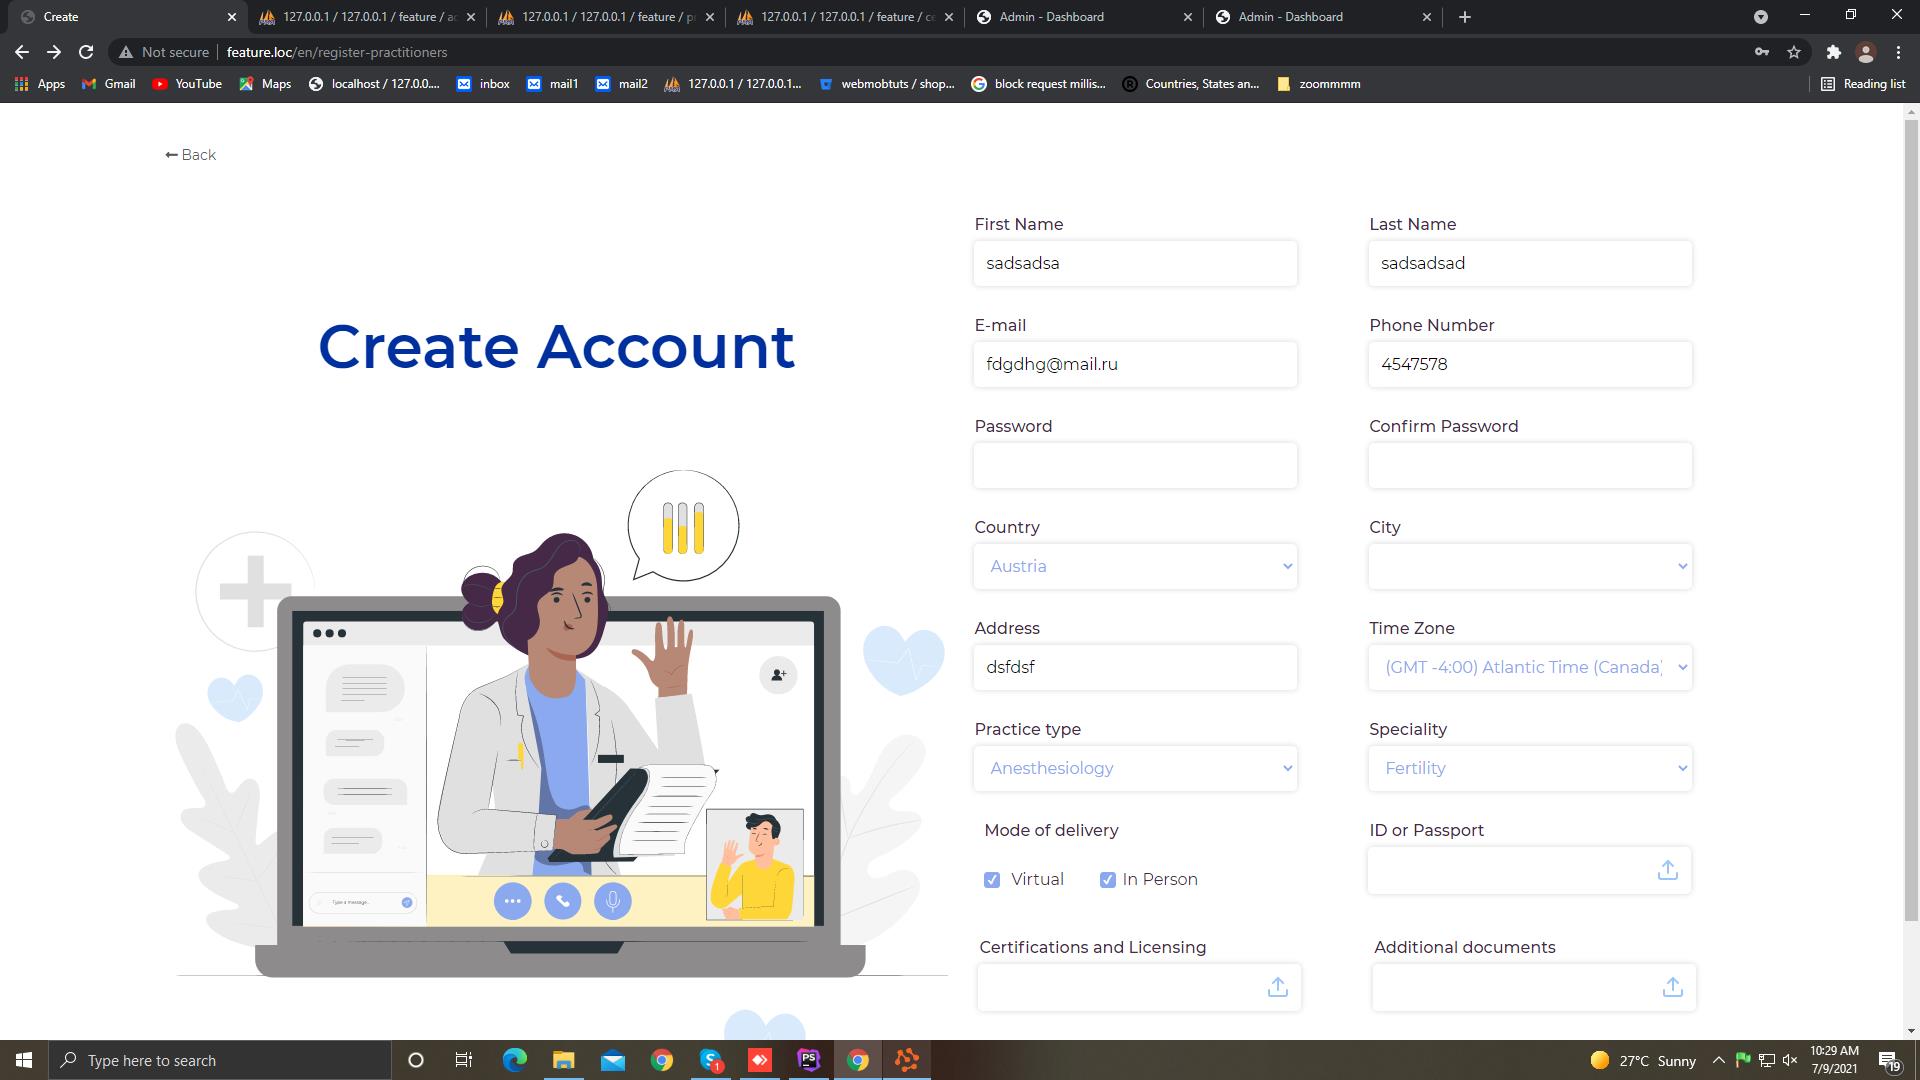 Create
127.0.0.1 / 127.0.0.1 / feature / ac
127.0.0.1 / 127.0.0.1 / feature / p
127.0.0.1 / 127.0.0.1 / feature / ce
Admin - Dashboard
Admin - Dashboard
Not secure feature.loc/en/register-practitioners
Apps Gmail YouTube Maps localhost / 127.0.0.... inbox mail1 mail2 127.0.0.1 / 127.0.0.1... webmobtuts / shop... block request millis... Countries, States an... zoommmm Reading list
Back
Create Account
First Name
sadsadsa
Last Name
sadsadsad
E-mail
fdgdhg@mail.ru
Phone Number
4547578
Password
Confirm Password
Country
Austria
City
Address
dsfdsf
Time Zone
(GMT -4:00) Atlantic Time (Canada)
Practice type
Anesthesiology
Speciality
Fertility
Mode of delivery
Virtual In Person
ID or Passport
Certifications and Licensing
Additional documents
Type a message..
Type here to search
1
PS
27°C Sunny
10:29 AM
7/9/2021
19